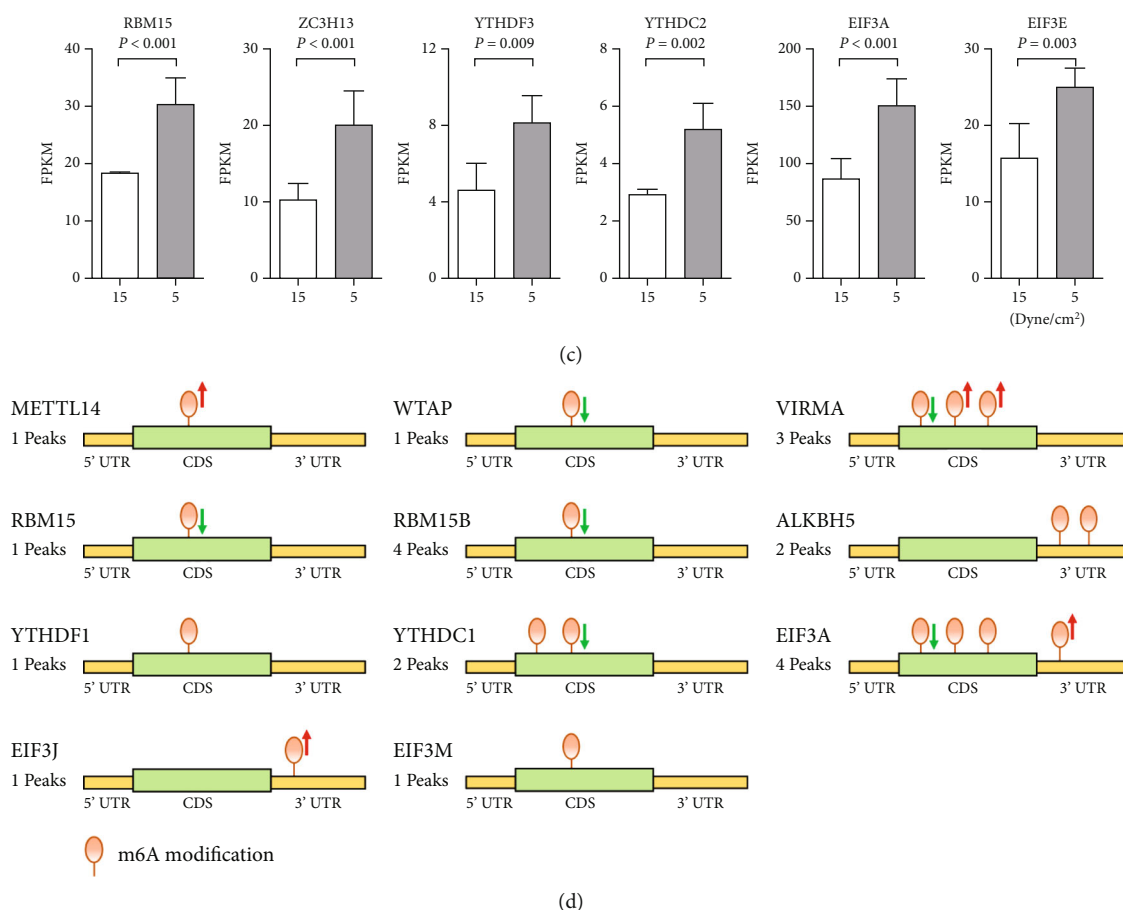 RBM15
P < 0.001
40
30
20
10
0
FPKM
15
5
ZC3H13
P < 0.001
30
20
10
0
FPKM
15
5
YTHDF3
P = 0.009
12
8
4
0
FPKM
15
5
YTHDC2
P = 0.002
8
6
4
2
0
FPKM
15
5
EIF3A
P < 0.001
200
150
100
50
0
FPKM
15
5
EIF3E
P = 0.003
30
20
10
0
FPKM
15
5
(Dyne/cm²)
(c)
METTL14
1 Peaks
5' UTR CDS 3' UTR
WTAP
1 Peaks
5' UTR CDS 3' UTR
VIRMA
3 Peaks
5' UTR CDS 3' UTR
RBM15
1 Peaks
5' UTR CDS 3' UTR
RBM15B
4 Peaks
5' UTR CDS 3' UTR
ALKBH5
2 Peaks
5' UTR CDS 3' UTR
YTHDF1
1 Peaks
5' UTR CDS 3' UTR
YTHDC1
2 Peaks
5' UTR CDS 3' UTR
EIF3A
4 Peaks
5' UTR CDS 3' UTR
EIF3J
1 Peaks
5' UTR CDS 3' UTR
EIF3M
1 Peaks
5' UTR CDS 3' UTR
m6A modification
(d)